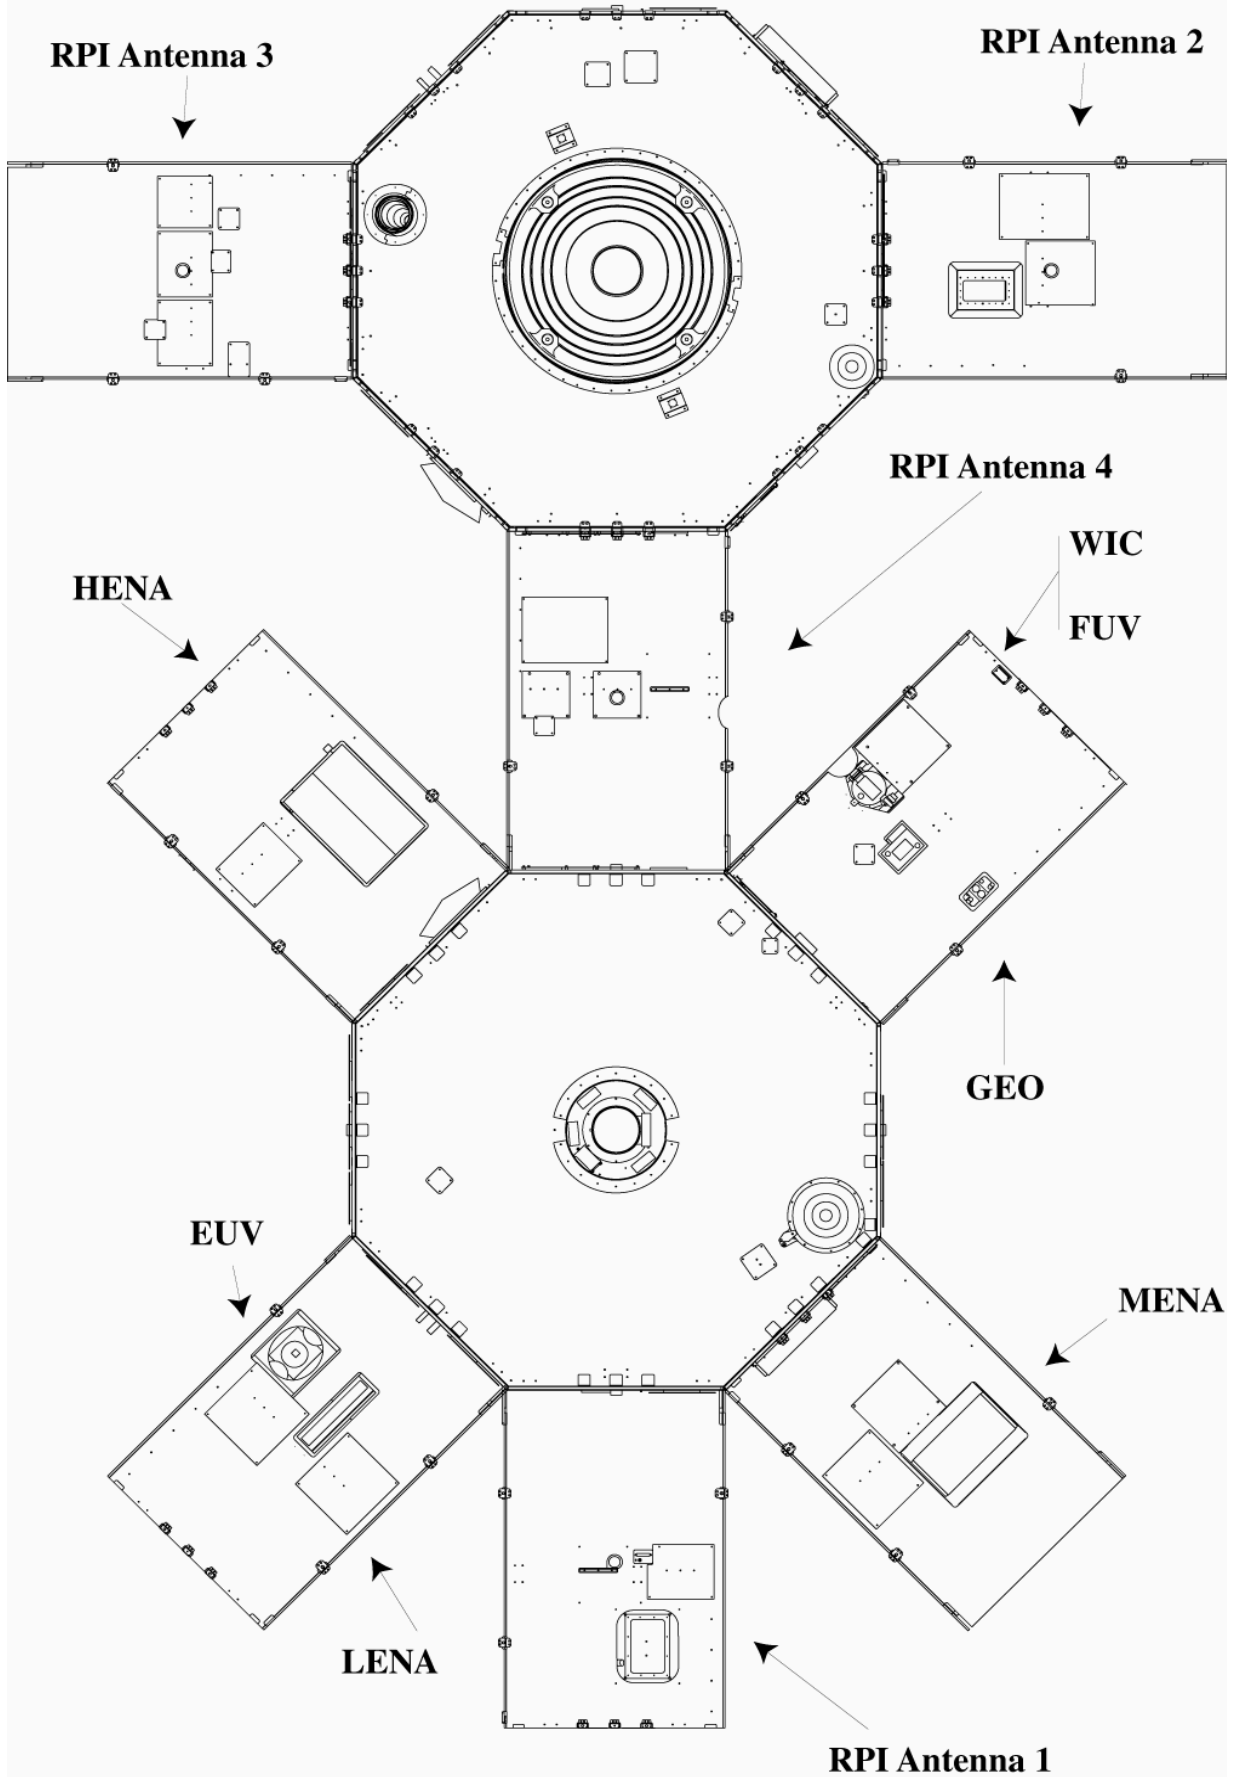 RPI Antenna 3
RPI Antenna 2
RPI Antenna 4
WIC
FUV
HENA
GEO
EUV
MENA
LENA
RPI Antenna 1